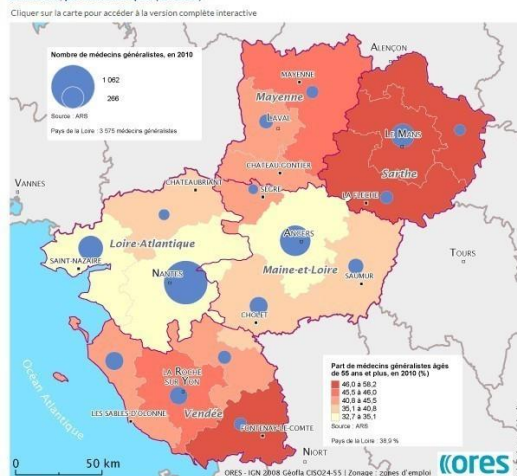 Cliquer sur la carte pour accéder à la version complète interactive
Nombre de médecins généralistes, en 2010
1 062
266
Source : ARS
Pays de la Loire : 3 575 médecins généralistes
ALENÇON
MAYENNE
Mayenne
LAVAL
LE MANS
Sarthe
CHÂTEAU GONTIER
VANNES
CHATEAUBRIANT
SEGRÉ
LA FLÈCHE
Loire-Atlantique
ANGERS
SAINT-NAZAIRE
Maine-et-Loire
TOURS
NANTES
SAUMUR
CHOLET
Océan Atlantique
LA ROCHE
SUR YON
Vendée
LES SABLES-D'OLONNE
FONTENAY-LE-COMTE
NIORT
Part de médecins généralistes âgés
de 55 ans et plus, en 2010 (%)
46,0 à 58,2
45,5 à 46,0
40,8 à 45,5
35,1 à 40,8
32,7 à 35,1
Source : ARS
Pays de la Loire : 38,9 %
0 50 km
ORES - IGN 2008 Géofla CISO24-55 | Zonage : zones d'emploi
ores